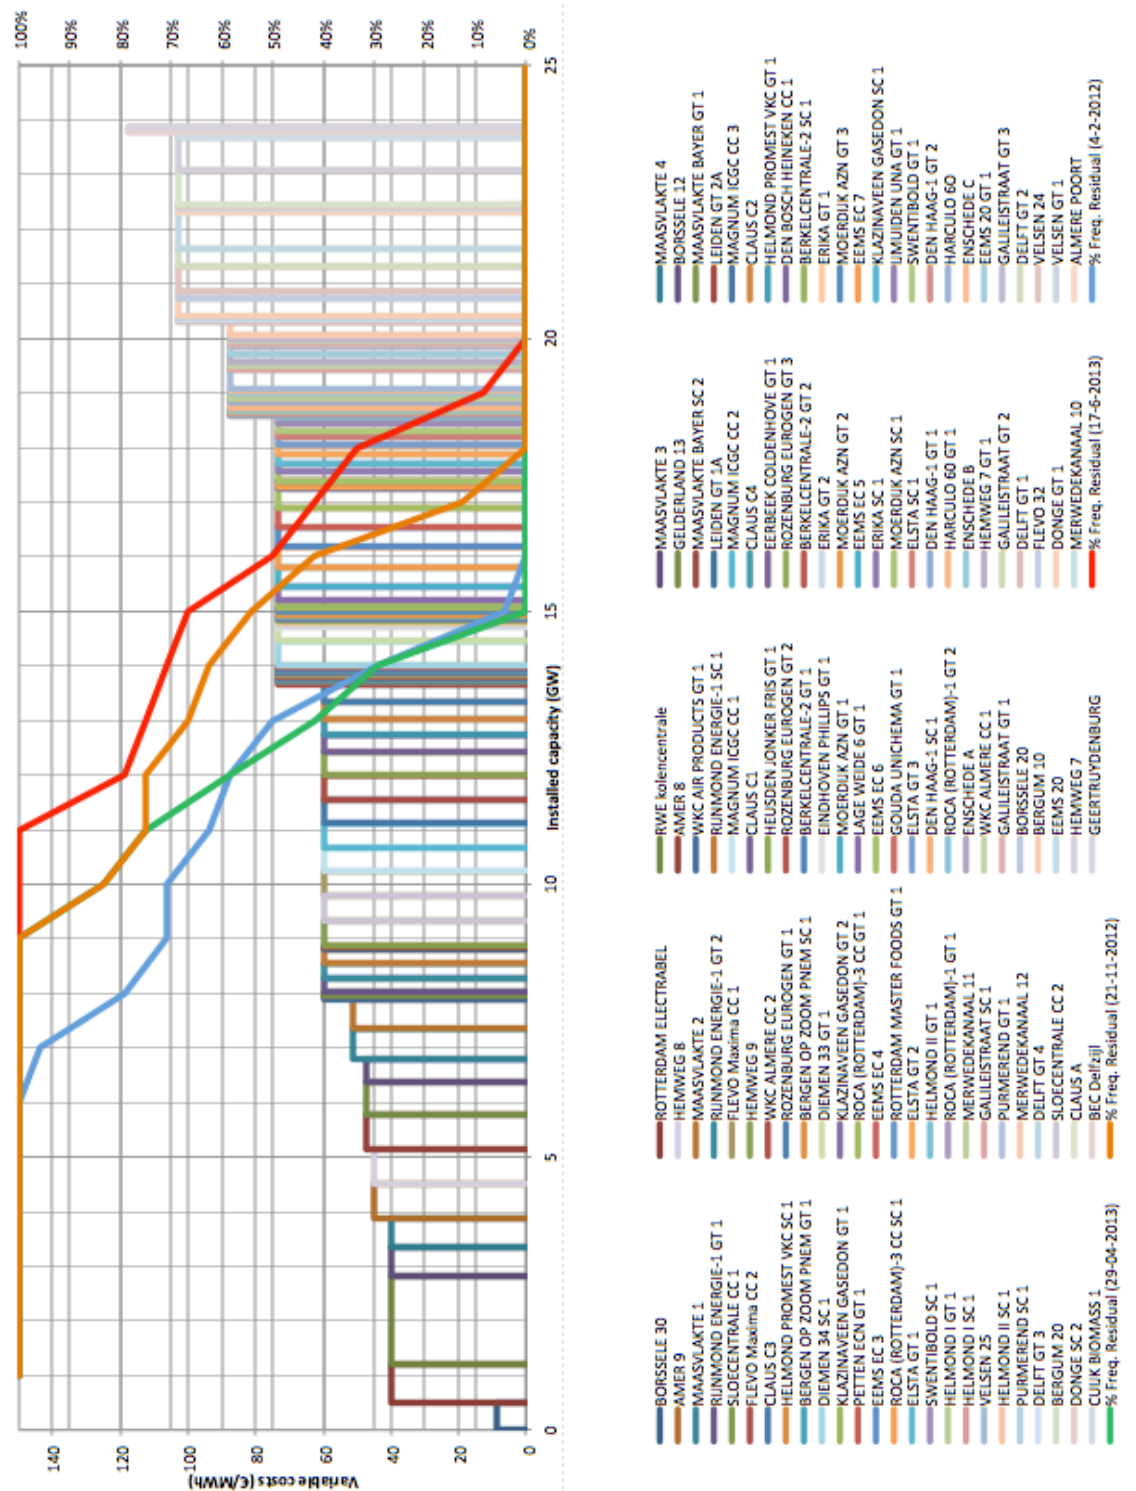 Variable costs (€/MWh)
140
120
100
80
60
40
20
0
100%
90%
80%
70%
60%
50%
40%
30%
20%
10%
0%
0
5
10
15
20
25
Installed capacity (GW)
BORSSELE 30
ROTTERDAM ELECTRABEL
RWE kolencentrale
MAASVLAKTE 3
MAASVLAKTE 4
AMER 9
HEMWEG 8
AMER 8
GELDERLAND 13
BORSSELE 12
MAASVLAKTE 1
MAASVLAKTE 2
WKC AIR PRODUCTS GT 1
MAASVLAKTE BAYER SC 2
MAASVLAKTE BAYER GT 1
RIJNMOND ENERGIE-1 GT 1
RIJNMOND ENERGIE-1 GT 2
RIJNMOND ENERGIE-1 SC 1
LEIDEN GT 1A
LEIDEN GT 2A
SLOECENTRALE CC 1
FLEVO Maxima CC 1
MAGNUM ICGC CC 1
MAGNUM ICGC CC 2
MAGNUM ICGC CC 3
FLEVO Maxima CC 2
HEMWEG 9
CLAUS C1
CLAUS C4
CLAUS C2
CLAUS C3
WKC ALMERE CC 2
HEUSDEN JONKER FRIS GT 1
EERBEEK COLDENHOVE GT 1
HELMOND PROMEST VKC GT 1
HELMOND PROMEST VKC SC 1
ROZENBURG EUROGEN GT 1
ROZENBURG EUROGEN GT 2
ROZENBURG EUROGEN GT 3
DEN BOSCH HEINEKEN CC 1
BERGEN OP ZOOM PNEM GT 1
BERGEN OP ZOOM PNEM SC 1
BERKELCENTRALE-2 GT 1
BERKELCENTRALE-2 GT 2
BERKELCENTRALE-2 SC 1
DIEMEN 34 SC 1
DIEMEN 33 GT 1
EINDHOVEN PHILLIPS GT 1
ERIKA GT 2
ERIKA GT 1
KLAZINAVEEN GASEDON GT 1
KLAZINAVEEN GASEDON GT 2
MOERDIJK AZN GT 1
MOERDIJK AZN GT 2
MOERDIJK AZN GT 3
PETTEN ECN GT 1
ROCA (ROTTERDAM)-3 CC GT 1
LAGE WEIDE 6 GT 1
EEMS EC 5
EEMS EC 7
EEMS EC 3
EEMS EC 4
EEMS EC 6
ERIKA SC 1
KLAZINAVEEN GASEDON SC 1
ROCA (ROTTERDAM)-3 CC SC 1
ROTTERDAM MASTER FOODS GT 1
GOUDA UNICHEMA GT 1
MOERDIJK AZN SC 1
IJMUIDEN UNA GT 1
ELSTA GT 1
ELSTA GT 2
ELSTA GT 3
ELSTA SC 1
SWENTIBOLD GT 1
SWENTIBOLD SC 1
HELMOND II GT 1
DEN HAAG-1 SC 1
DEN HAAG-1 GT 1
DEN HAAG-1 GT 2
HELMOND I GT 1
ROCA (ROTTERDAM)-1 GT 1
ROCA (ROTTERDAM)-1 GT 2
HARCULO 60 GT 1
HARCULO 60
HELMOND I SC 1
MERWEDEKANAAL 11
ENSCHEDE A
ENSCHEDE B
ENSCHEDE C
VELSEN 25
GALILEISTRAAT SC 1
WKC ALMERE CC 1
HEMWEG 7 GT 1
EEMS 20 GT 1
HELMOND II SC 1
PURMEREND GT 1
GALILEISTRAAT GT 1
GALILEISTRAAT GT 2
GALILEISTRAAT GT 3
PURMEREND SC 1
MERWEDEKANAAL 12
BORSSELE 20
DELFT GT 1
DELFT GT 2
DELFT GT 3
DELFT GT 4
BERGUM 10
FLEVO 32
VELSEN 24
BERGUM 20
SLOECENTRALE CC 2
EEMS 20
DONGE GT 1
VELSEN GT 1
DONGE SC 2
CLAUS A
HEMWEG 7
MERWEDEKANAAL 10
ALMERE POORT
CUIJK BIOMASS 1
BEC Delfzijl
GEERTRUYDENBURG
% Freq. Residual (17-6-2013)
% Freq. Residual (4-2-2012)
% Freq. Residual (29-04-2013)
% Freq. Residual (21-11-2012)